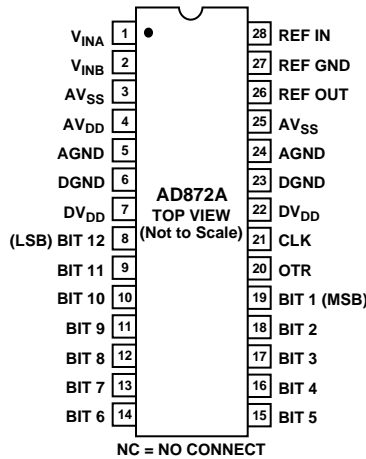 V_INA 1 28 REF IN
V_INB 2 27 REF GND
AV_SS 3 26 REF OUT
AV_DD 4 25 AV_SS
AGND 5 24 AGND
DGND 6 23 DGND
DV_DD 7 22 DV_DD
(LSB) BIT 12 8 21 CLK
BIT 11 9 20 OTR
BIT 10 10 19 BIT 1 (MSB)
BIT 9 11 18 BIT 2
BIT 8 12 17 BIT 3
BIT 7 13 16 BIT 4
BIT 6 14 15 BIT 5
AD872A
TOP VIEW
(Not to Scale)
NC = NO CONNECT